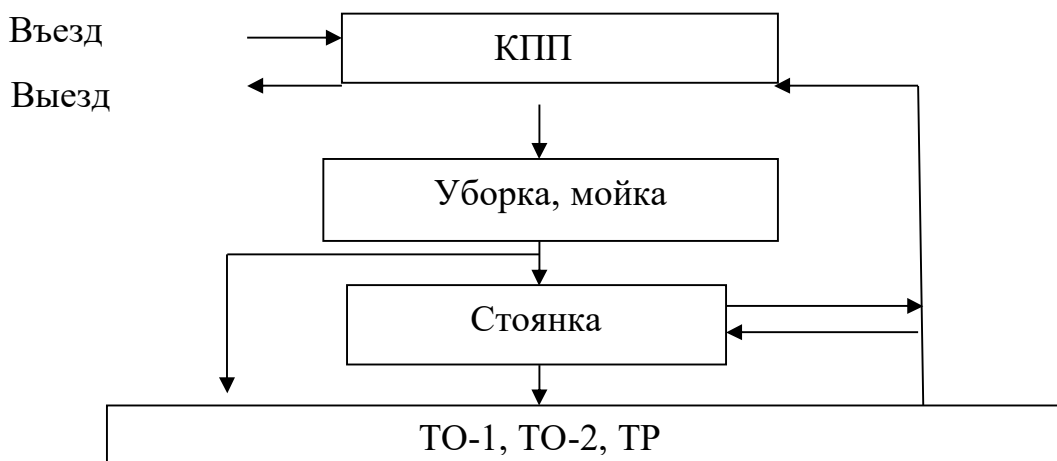 Въезд
КПП
Выезд
Уборка, мойка
Стоянка
ТО-1, ТО-2, ТР